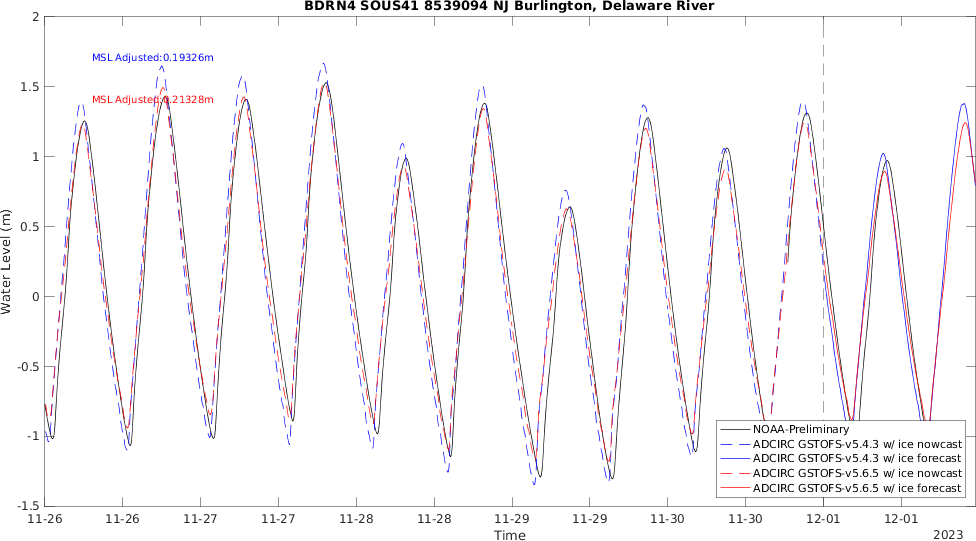 BDRN4 SOUS41 8539094 NJ Burlington, Delaware River
MSL Adjusted:0.19326m
MSL Adjusted:0.21328m
Water Level (m)
2
1.5
1
0.5
0
-0.5
-1
-1.5
NOAA-Preliminary
ADCIRC GSTOFS-v5.4.3 w/ ice nowcast
ADCIRC GSTOFS-v5.4.3 w/ ice forecast
ADCIRC GSTOFS-v5.6.5 w/ ice nowcast
ADCIRC GSTOFS-v5.6.5 w/ ice forecast
11-26 11-26 11-27 11-27 11-28 11-28 11-29 11-29 11-30 11-30 12-01 12-01
Time
2023